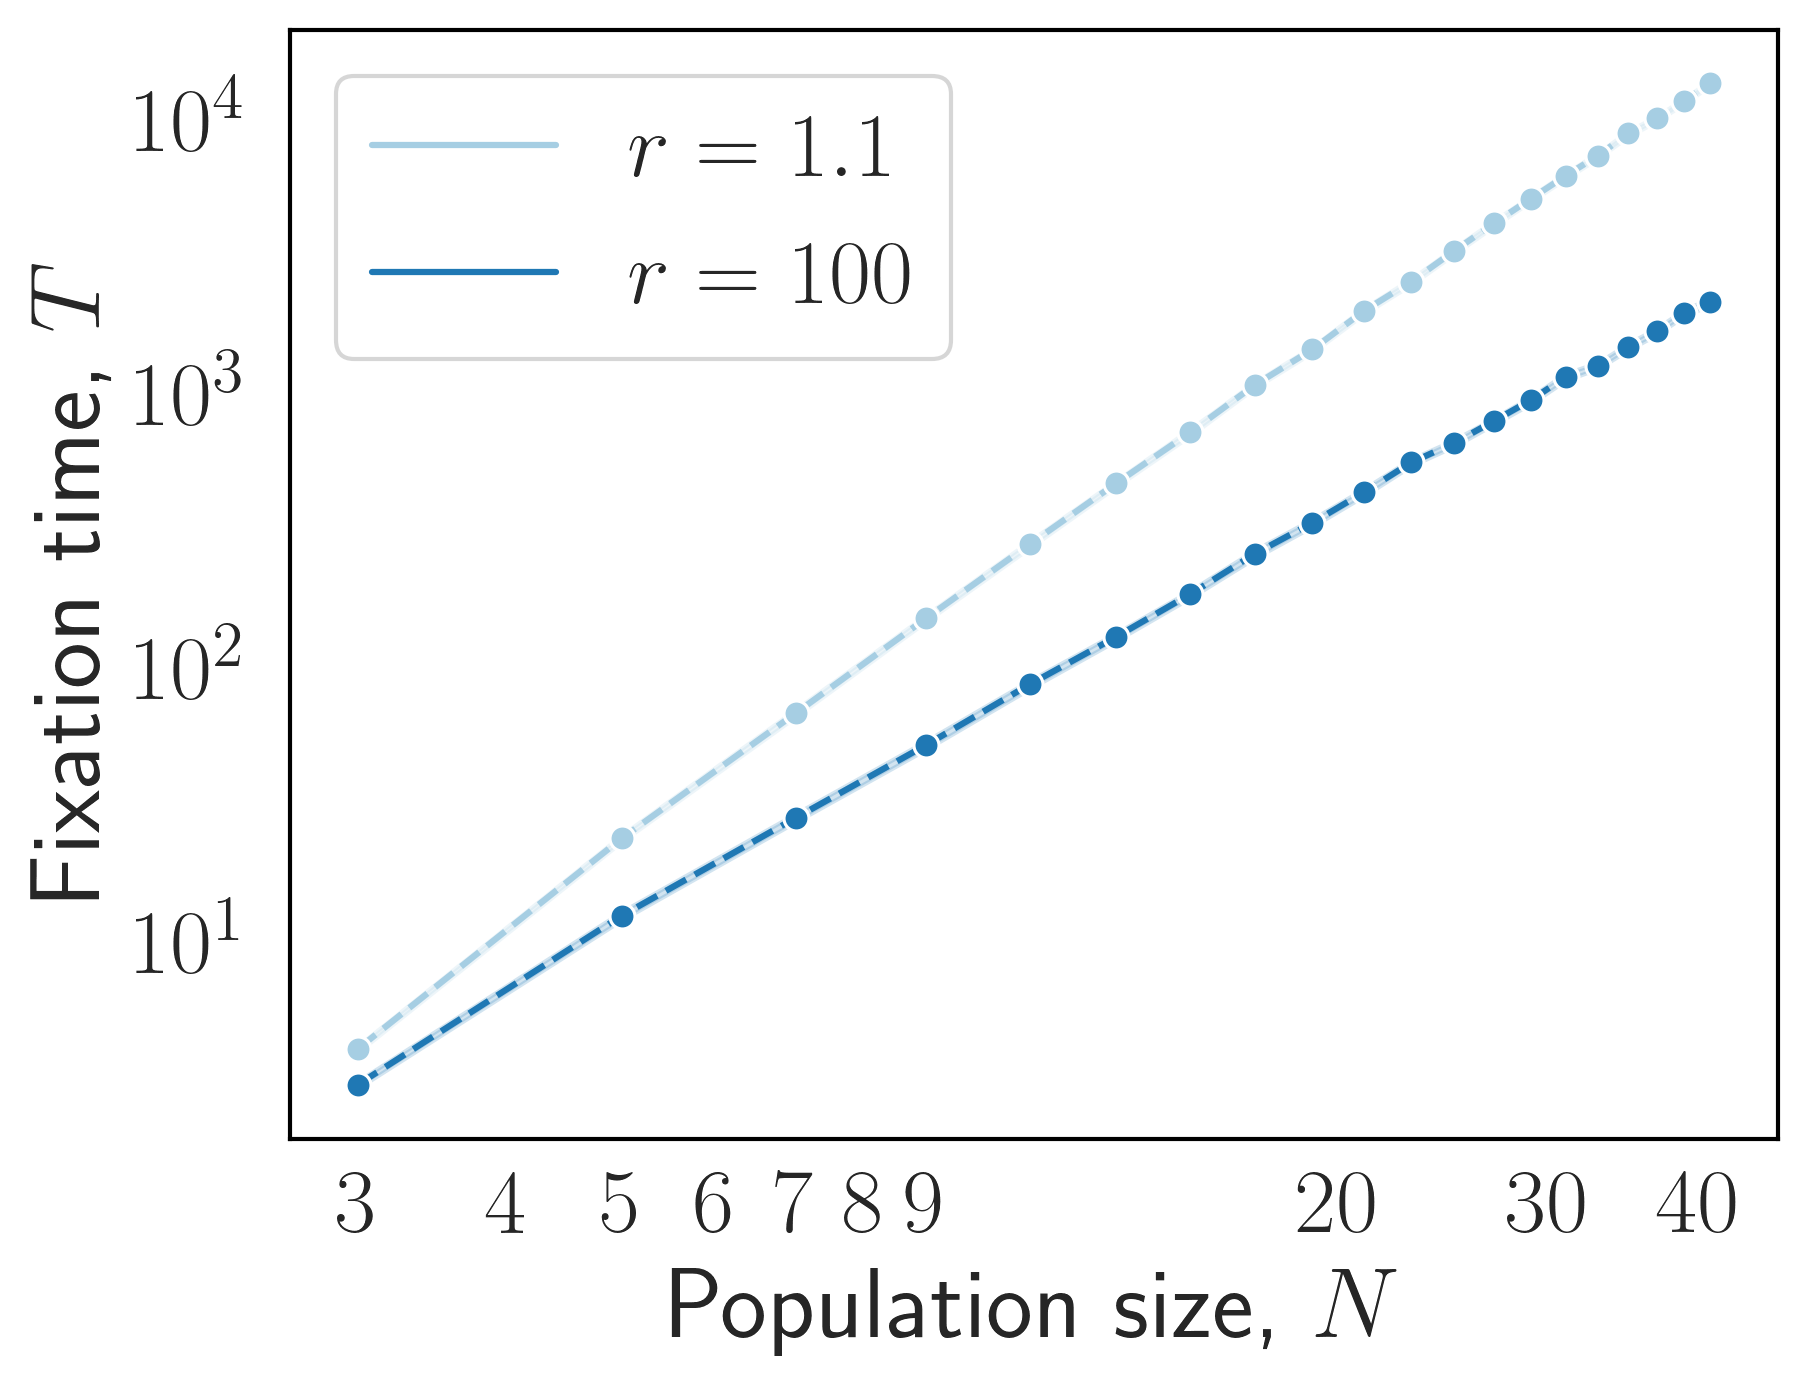 10^4
10^3
10^2
10^1
Fixation time, T
r = 1.1
r = 100
3 4 5 6 7 8 9 20 30 40
Population size, N